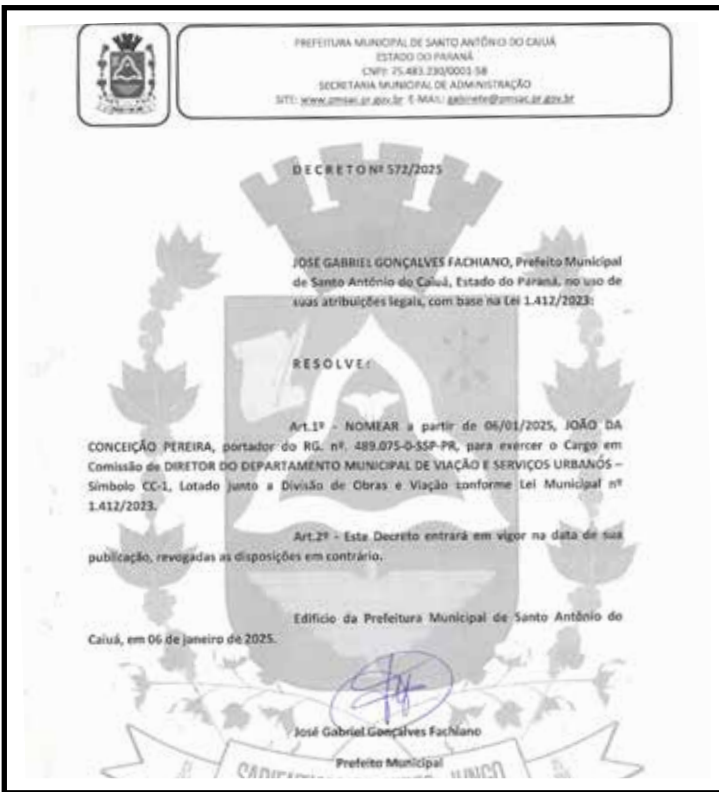 PREFEITURA MUNICIPAL DE SANTO ANTÔNIO DO CAIUÁ
ESTADO DO PARANÁ
CNPJ: 75.483.230/0001-58
SECRETARIA MUNICIPAL DE ADMINISTRAÇÃO
SITE: www.pmsac.pr.gov.br E-MAIL: gabinete@pmsac.pr.gov.br
DECRETO Nº 572/2025
JOSÉ GABRIEL GONÇALVES FACHIANO, Prefeito Municipal
de Santo Antônio do Caiuá, Estado do Paraná, no uso de
suas atribuições legais, com base na Lei 1.412/2023:
RESOLVE:
Art.1º - NOMEAR a partir de 06/01/2025, JOÃO DA
CONCEIÇÃO PEREIRA, portador do RG. nº. 489.075-0-SSP-PR, para exercer o Cargo em
Comissão de DIRETOR DO DEPARTAMENTO MUNICIPAL DE VIAÇÃO E SERVIÇOS URBANOS –
Símbolo CC-1, Lotado junto a Divisão de Obras e Viação conforme Lei Municipal nº
1.412/2023.
Art.2º - Este Decreto entrará em vigor na data de sua
publicação, revogadas as disposições em contrário.
Edifício da Prefeitura Municipal de Santo Antônio do
Caiuá, em 06 de janeiro de 2025.
José Gabriel Gonçalves Fachiano
Prefeito Municipal